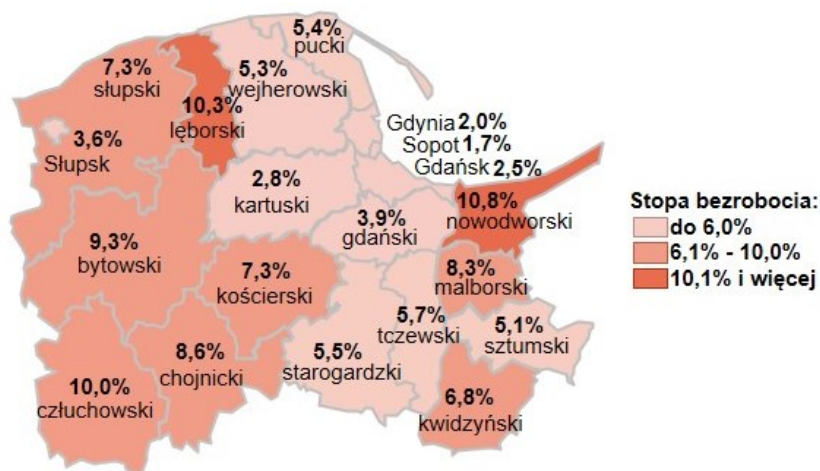 5,4%
pucki
7,3%
słupski
5,3%
wejherowski
10,3%
lęborski
Gdynia 2,0%
Sopot 1,7%
Gdańsk 2,5%
3,6%
Słupsk
2,8%
kartuski
3,9%
gdański
10,8%
nowodworski
9,3%
bytowski
7,3%
kościerski
8,3%
malborski
5,7%
tczewski
5,1%
sztumski
8,6%
chojnicki
5,5%
starogardzki
10,0%
człuchowski
6,8%
kwidzyński
Stopa bezrobocia:
do 6,0%
6,1% - 10,0%
10,1% i więcej